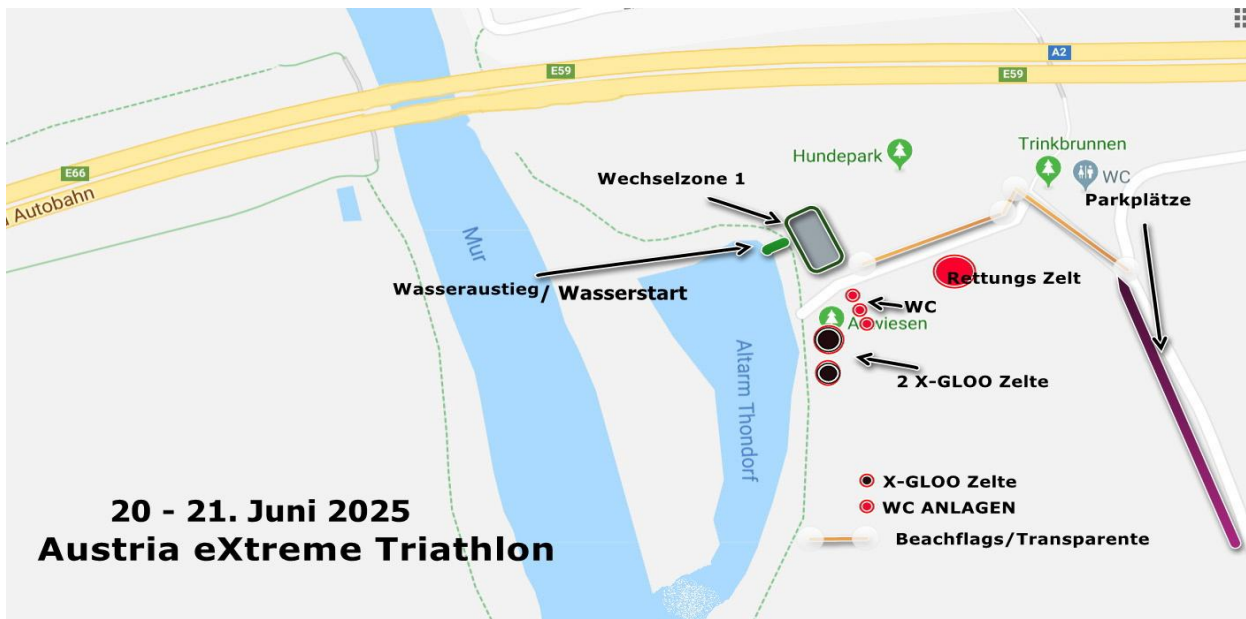 A2
E59
E59
E66
Autobahn
Trinkbrunnen
Hundepark
WC
Wechselzone 1
Parkplätze
Mur
Wasseraustieg/ Wasserstart
Rettungs Zelt
WC
2 X-GLOO Zelte
Altarm Thondorf
X-GLOO Zelte
WC ANLAGEN
Beachflags/Transparente
20 - 21. Juni 2025
Austria eXtreme Triathlon